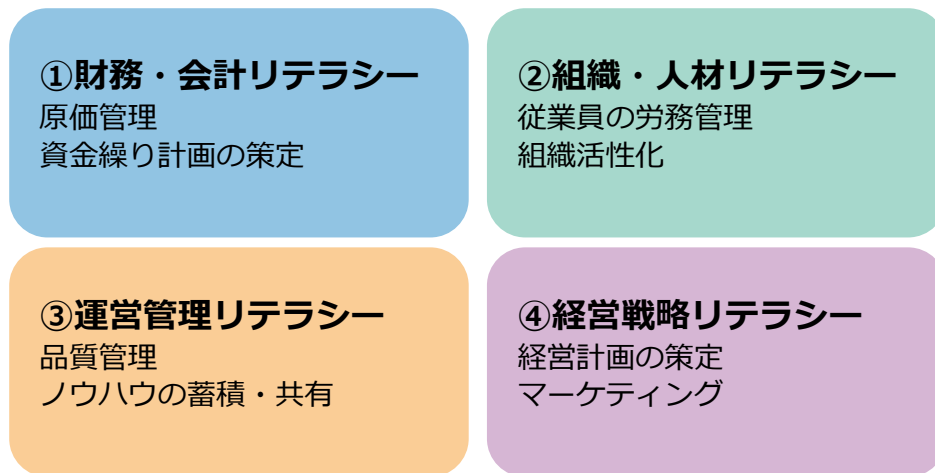 ①財務・会計リテラシー
原価管理
資金繰り計画の策定
②組織・人材リテラシー
従業員の労務管理
組織活性化
③運営管理リテラシー
品質管理
ノウハウの蓄積・共有
④経営戦略リテラシー
経営計画の策定
マーケティング